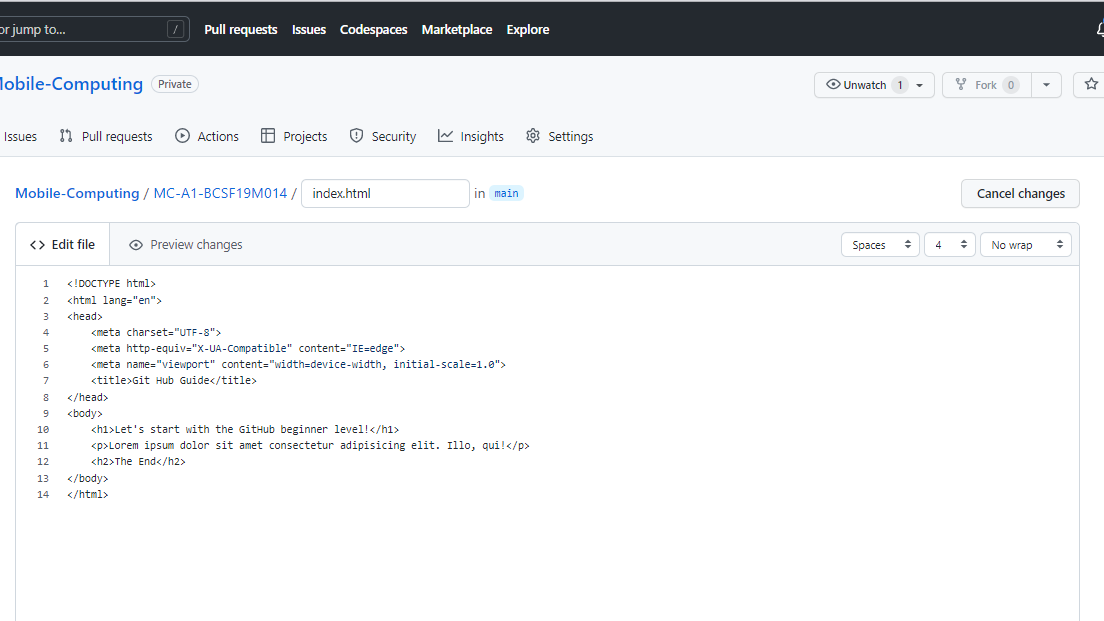 or jump to... / Pull requests Issues Codespaces Marketplace Explore
Mobile-Computing Private Unwatch 1 Fork 0
Issues Pull requests Actions Projects Security Insights Settings
Mobile-Computing / MC-A1-BCSF19M014 / index.html in main Cancel changes
<> Edit file Preview changes Spaces 4 No wrap
1 <!DOCTYPE html>
2 <html lang="en">
3 <head>
4     <meta charset="UTF-8">
5     <meta http-equiv="X-UA-Compatible" content="IE=edge">
6     <meta name="viewport" content="width=device-width, initial-scale=1.0">
7     <title>Git Hub Guide</title>
8 </head>
9 <body>
10     <h1>Let's start with the GitHub beginner level!</h1>
11     <p>Lorem ipsum dolor sit amet consectetur adipisicing elit. Illo, qui!</p>
12     <h2>The End</h2>
13 </body>
14 </html>